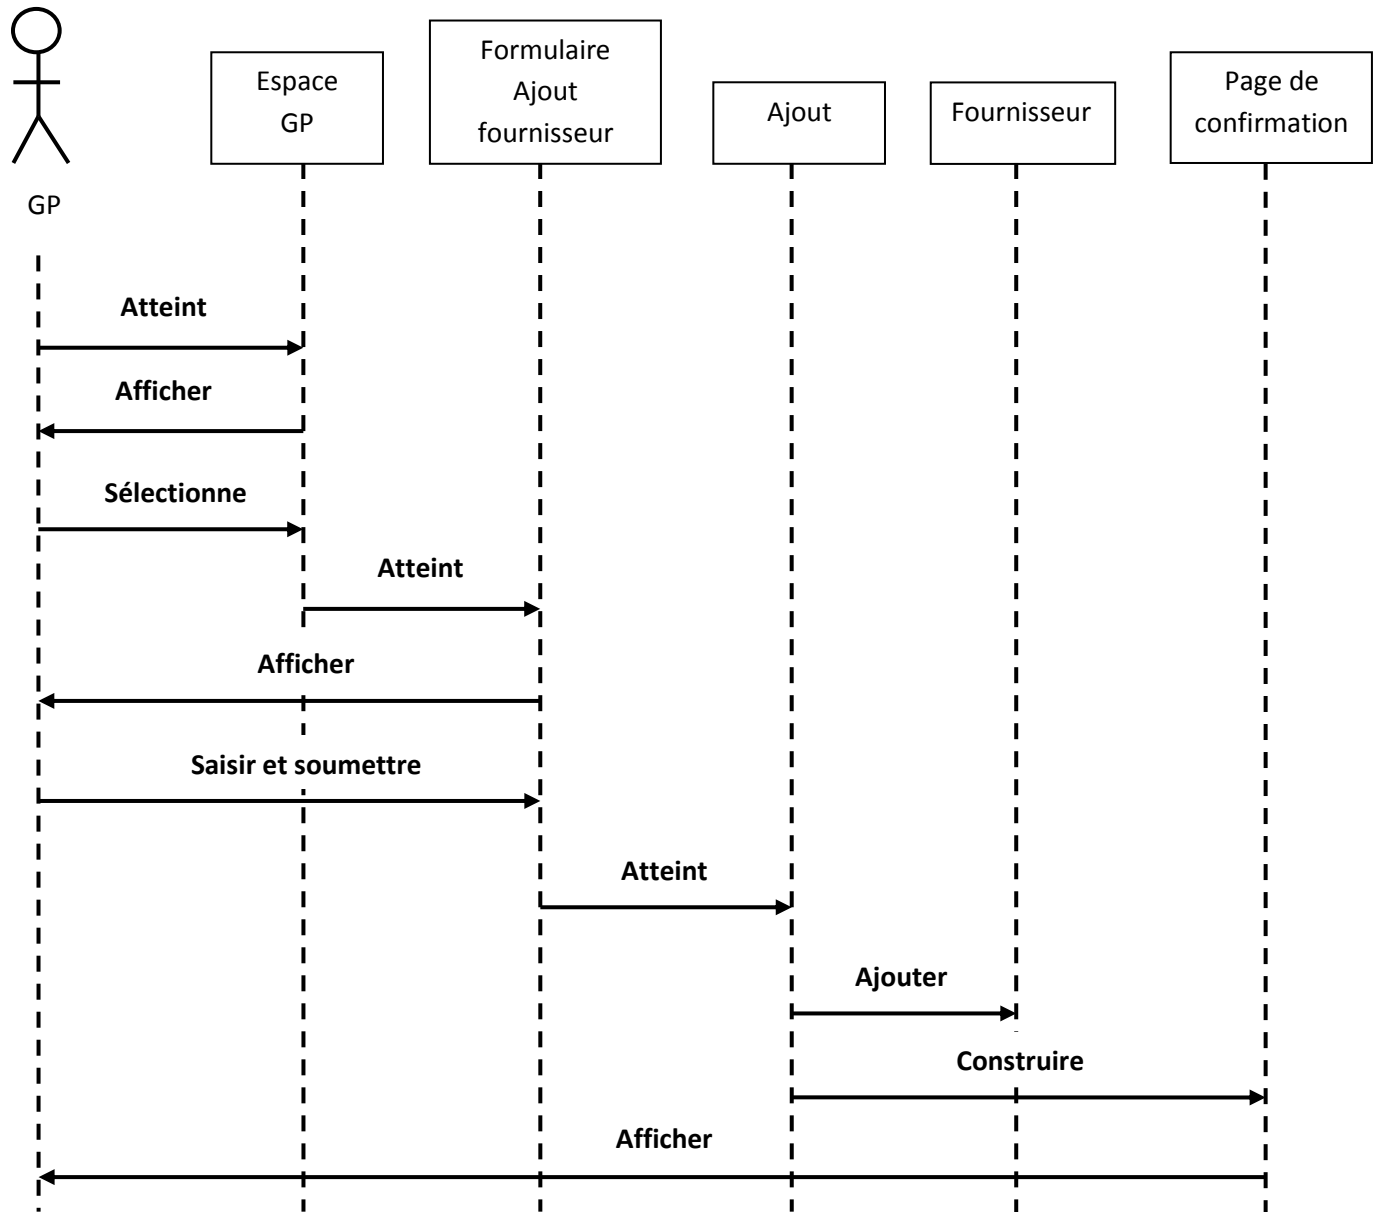 Formulaire
Ajout
fournisseur
Espace
GP
Ajout
Fournisseur
Page de
confirmation
GP
Atteint
Afficher
Sélectionne
Atteint
Afficher
Saisir et soumettre
Atteint
Ajouter
Construire
Afficher